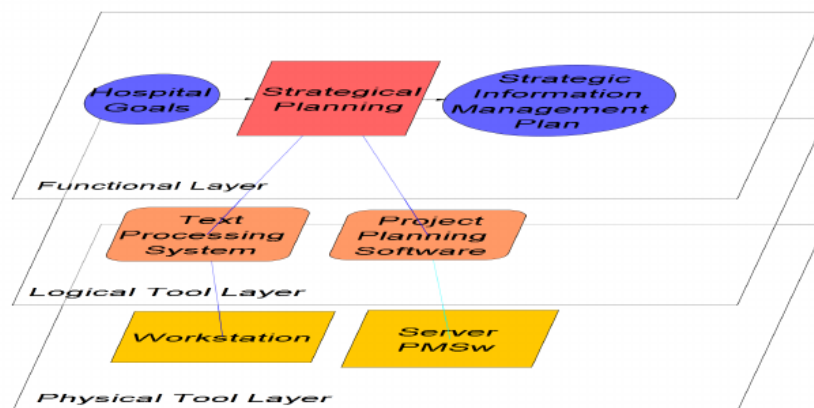 Hospital
Goals
Strategical
Planning
Strategic
Information
Management
Plan
Functional Layer
Text
Processing
System
Project
Planning
Software
Logical Tool Layer
Workstation
Server
PMSw
Physical Tool Layer